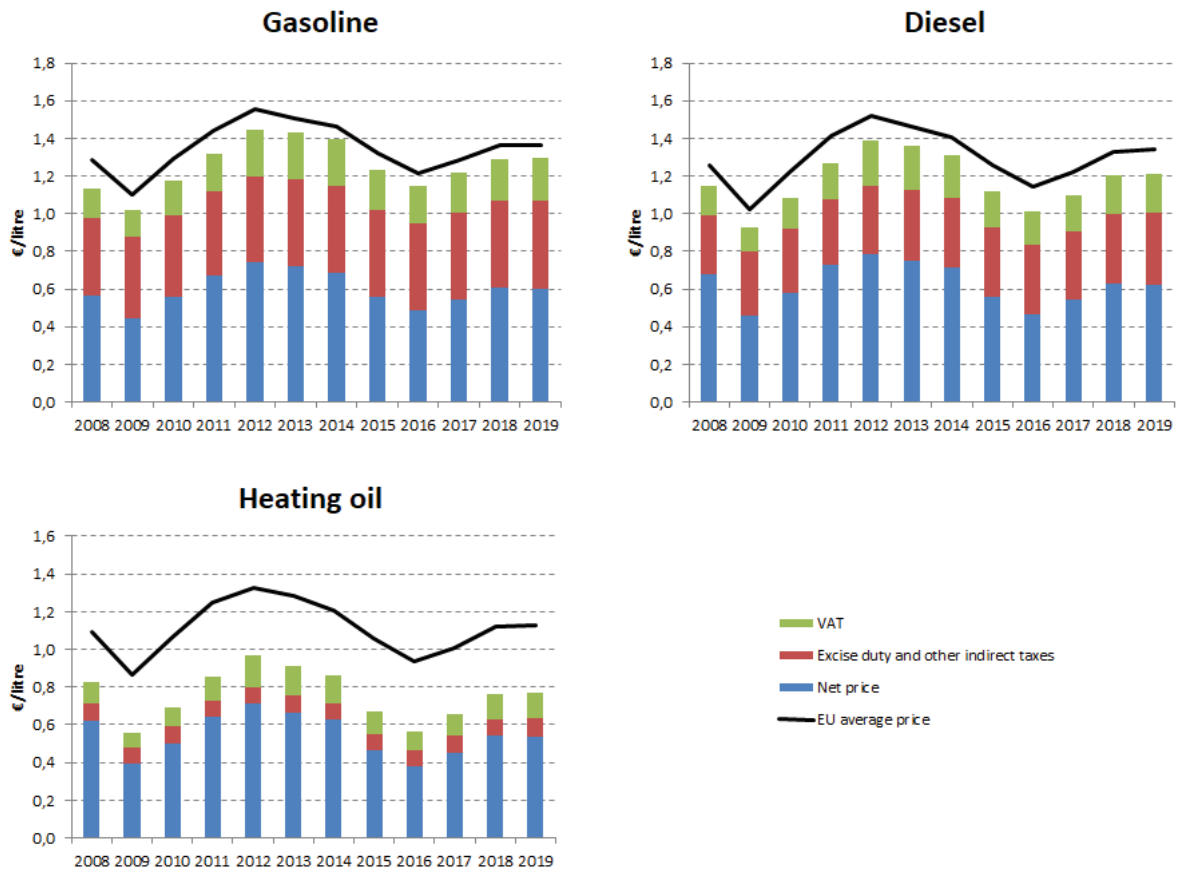 Gasoline
€/litre
1,8
1,6
1,4
1,2
1,0
0,8
0,6
0,4
0,2
0,0
2008 2009 2010 2011 2012 2013 2014 2015 2016 2017 2018 2019
Diesel
€/litre
1,8
1,6
1,4
1,2
1,0
0,8
0,6
0,4
0,2
0,0
2008 2009 2010 2011 2012 2013 2014 2015 2016 2017 2018 2019
Heating oil
€/litre
1,6
1,4
1,2
1,0
0,8
0,6
0,4
0,2
0,0
2008 2009 2010 2011 2012 2013 2014 2015 2016 2017 2018 2019
VAT
Excise duty and other indirect taxes
Net price
EU average price